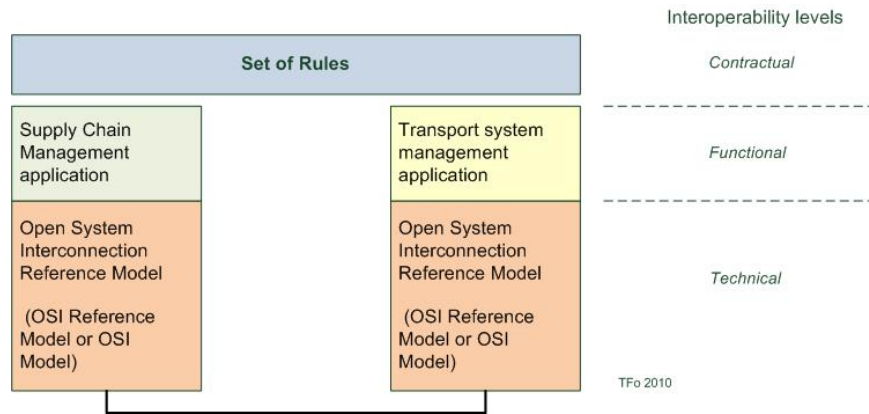 Interoperability levels
Set of Rules
Contractual
Supply Chain
Management
application
Transport system
management
application
Functional
Open System
Interconnection
Reference Model
(OSI Reference
Model or OSI
Model)
Open System
Interconnection
Reference Model
(OSI Reference
Model or OSI
Model)
Technical
TFo 2010